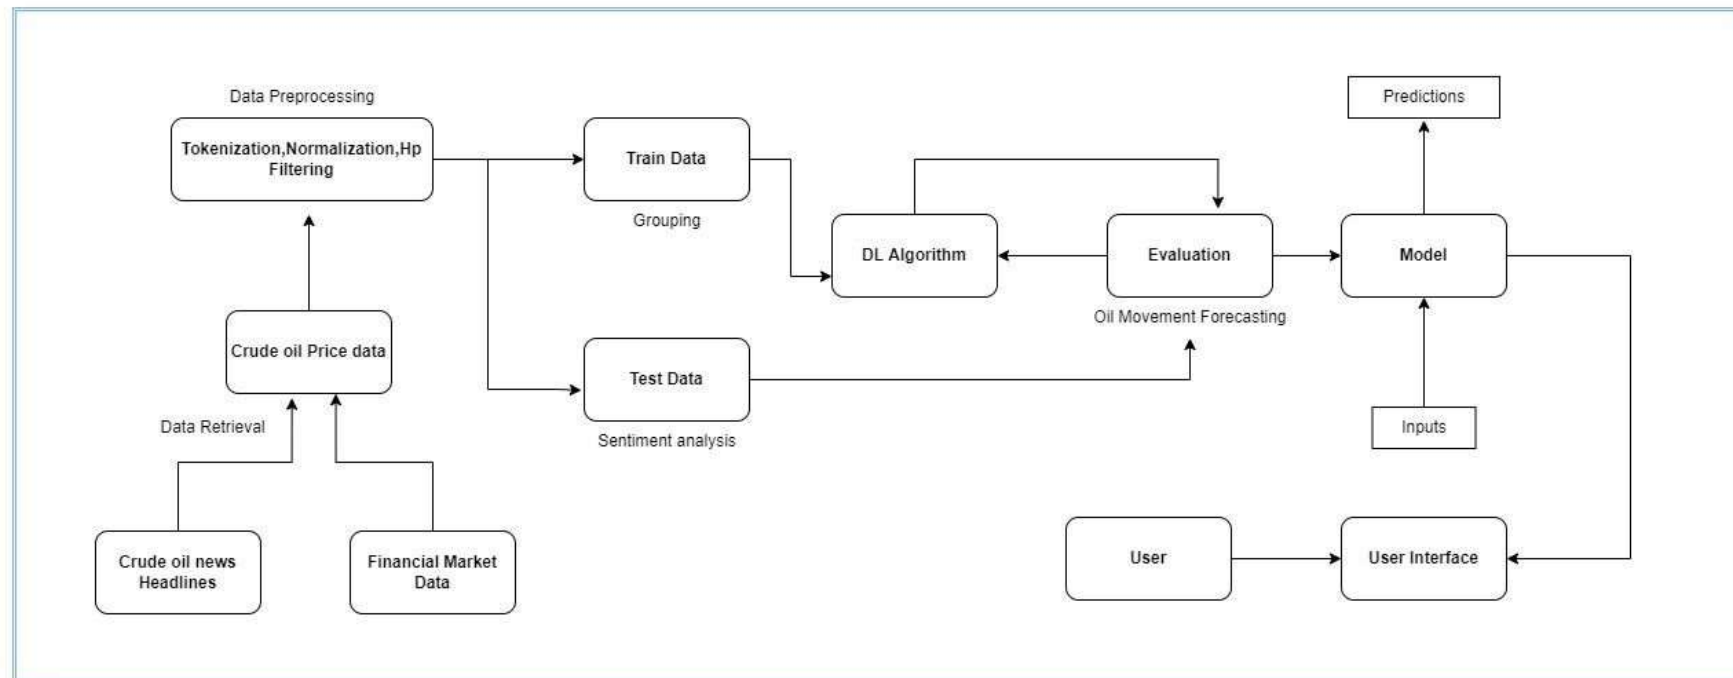 Data Preprocessing
Tokenization,Normalization,Hp
Filtering
Train Data
Grouping
Predictions
DL Algorithm
Evaluation
Model
Oil Movement Forecasting
Crude oil Price data
Test Data
Sentiment analysis
Data Retrieval
Inputs
Crude oil news
Headlines
Financial Market
Data
User
User Interface